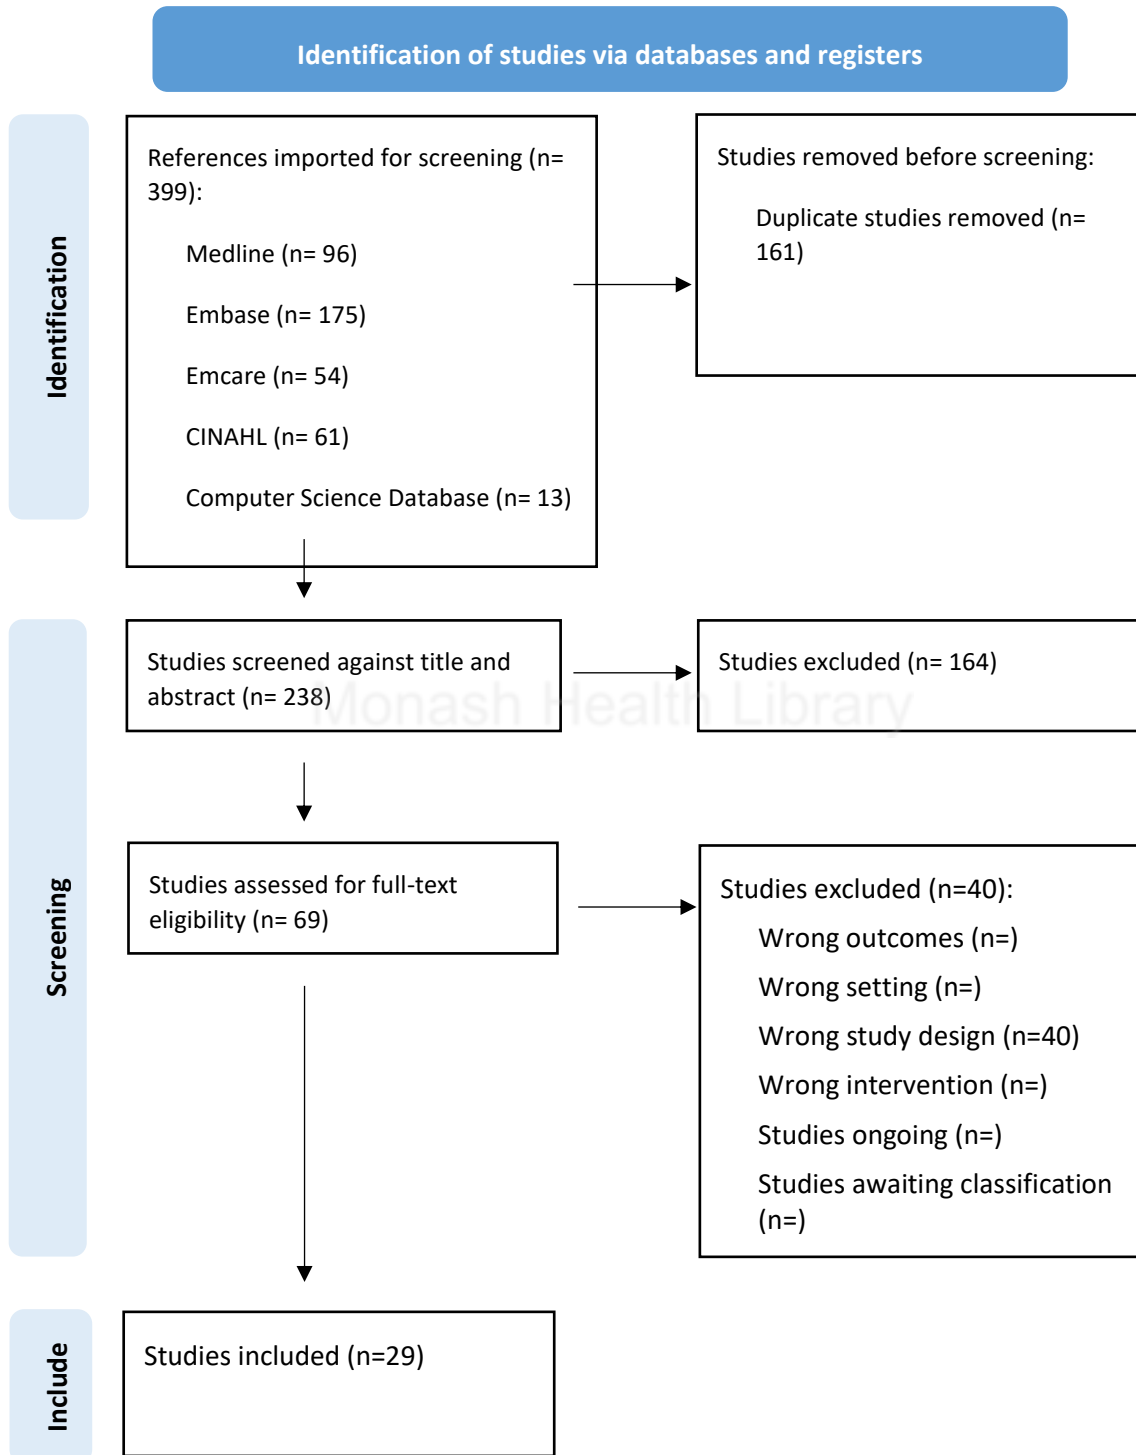 Identification of studies via databases and registers
Identification
References imported for screening (n=
399):
Medline (n= 96)
Embase (n= 175)
Emcare (n= 54)
CINAHL (n= 61)
Computer Science Database (n= 13)
Studies removed before screening:
Duplicate studies removed (n=
161)
Screening
Studies screened against title and
abstract (n= 238)
Studies excluded (n= 164)
Monash Health Library
Studies assessed for full-text
eligibility (n= 69)
Studies excluded (n=40):
Wrong outcomes (n=)
Wrong setting (n=)
Wrong study design (n=40)
Wrong intervention (n=)
Studies ongoing (n=)
Studies awaiting classification
(n=)
Include
Studies included (n=29)